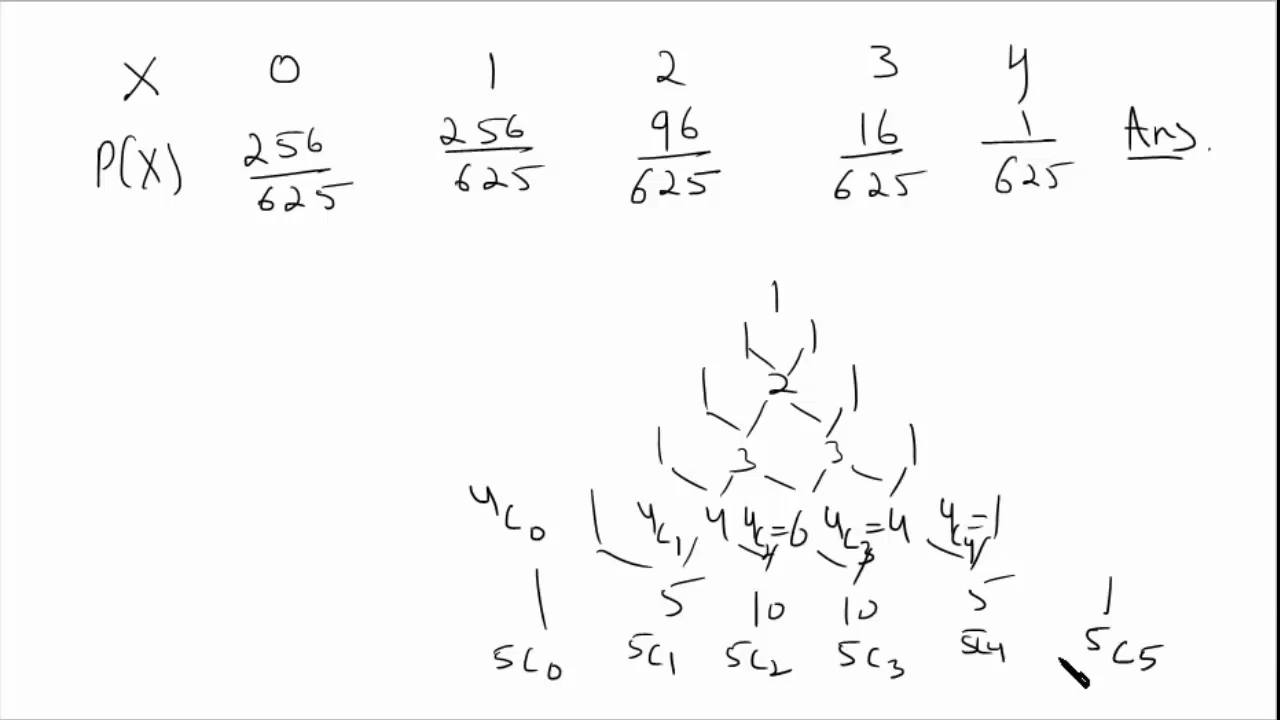 X 0 1 2 3 4
P(X) 256/625 256/625 96/625 16/625 1/625 Ans.
1
1 1
1 2 1
1 3 3 1
4C0 1 4C1 4 4C2=6 4C3=4 4C4=1
1 5 10 10 5 1
5C0 5C1 5C2 5C3 5C4 5C5